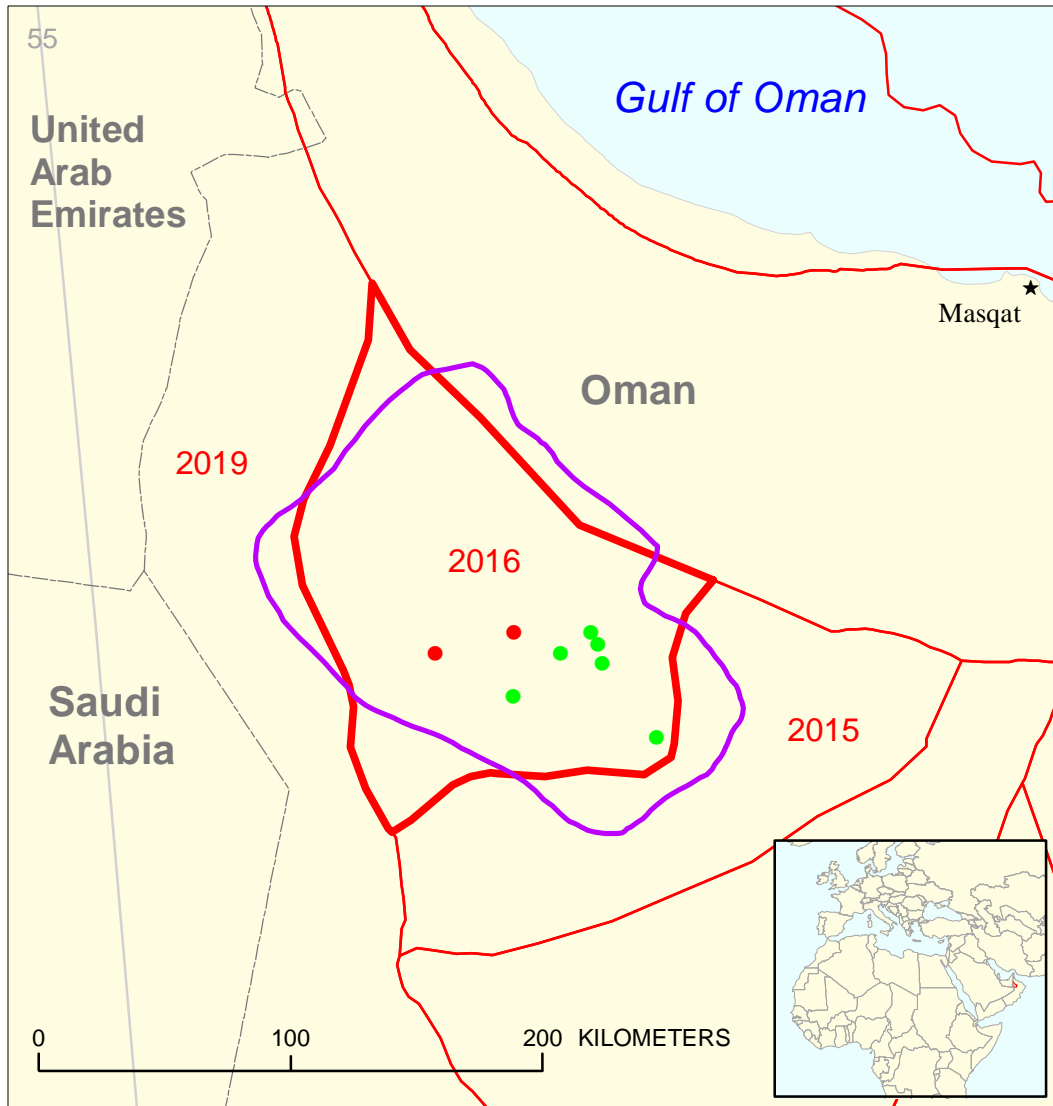 55
Gulf of Oman
United
Arab
Emirates
Masqat
Oman
2019
2016
Saudi
Arabia
2015
0 100 200 KILOMETERS